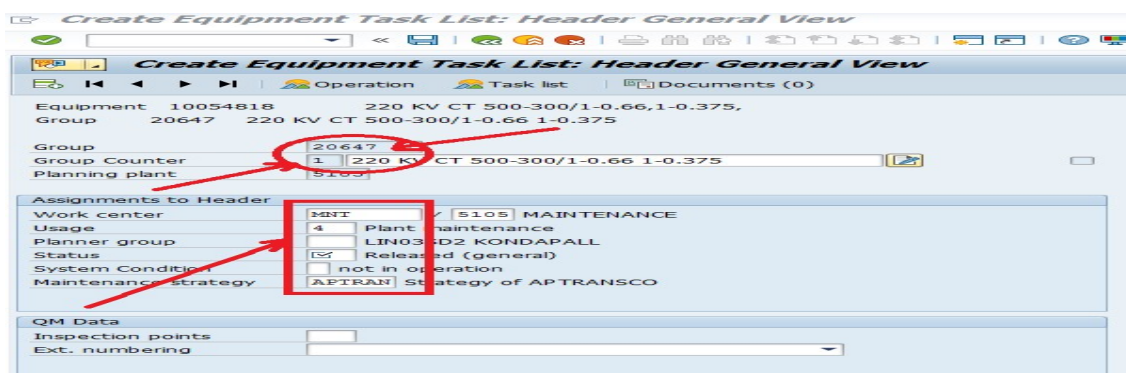 Create Equipment Task List: Header General View
Create Equipment Task List: Header General View
Operation Task list Documents (0)
Equipment 10054818 220 KV CT 500-300/1-0.66,1-0.375,
Group 20647 220 KV CT 500-300/1-0.66 1-0.375
Group 20647
Group Counter 1 220 KV CT 500-300/1-0.66 1-0.375
Planning plant 5105
Assignments to Header
Work center MNT / 5105 MAINTENANCE
Usage 4 Plant maintenance
Planner group KONDAPALL
Status Released (general)
System Condition not in operation
Maintenance strategy APTRAN Strategy of APTRANSCO
QM Data
Inspection points
Ext. numbering